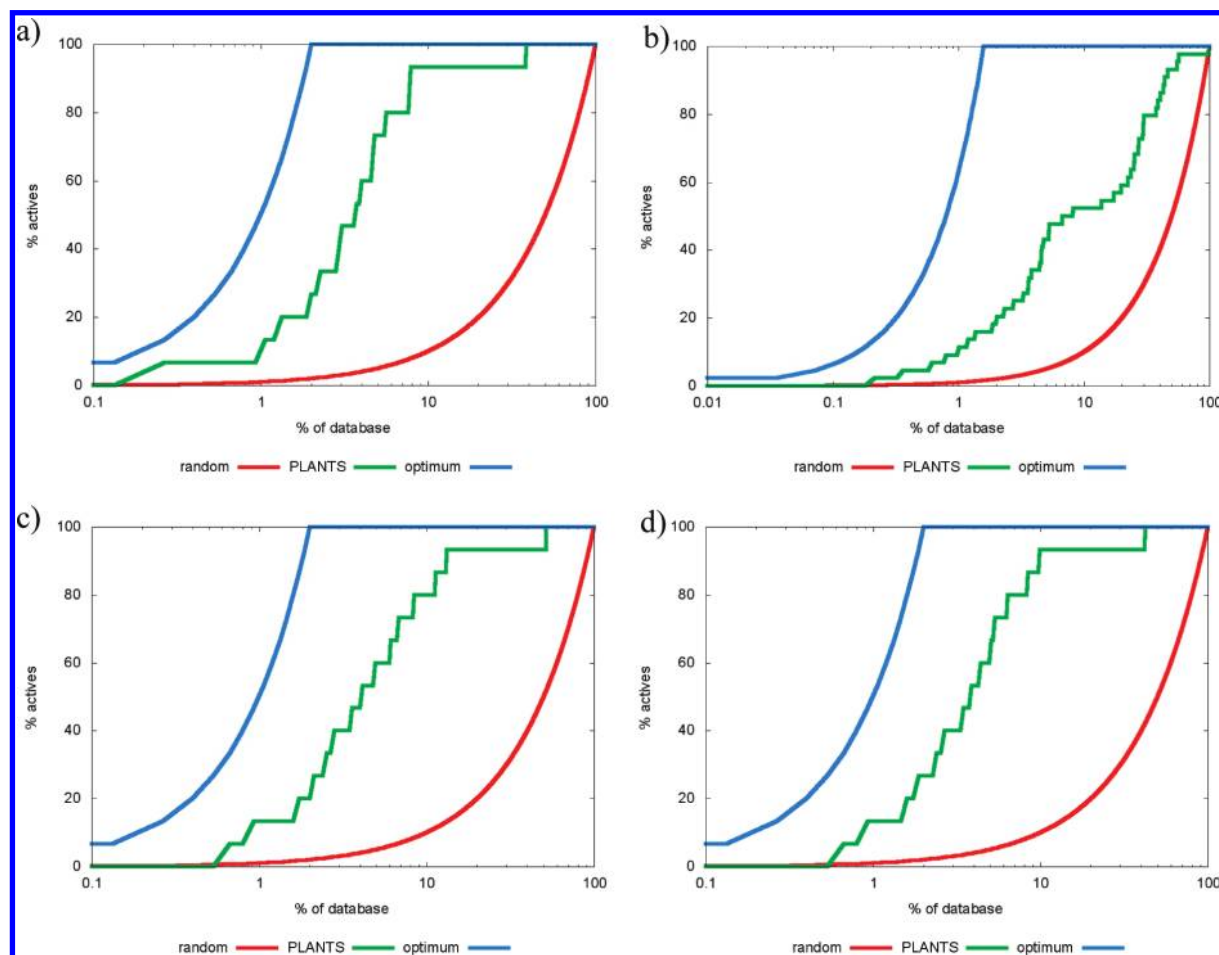 a)
100
80
60
40
20
0
% actives
0.1 1 10 100
% of database
random PLANTS optimum
b)
100
80
60
40
20
0
% actives
0.01 0.1 1 10 100
% of database
random PLANTS optimum
c)
100
80
60
40
20
0
% actives
0.1 1 10 100
% of database
random PLANTS optimum
d)
100
80
60
40
20
0
% actives
0.1 1 10 100
% of database
random PLANTS optimum